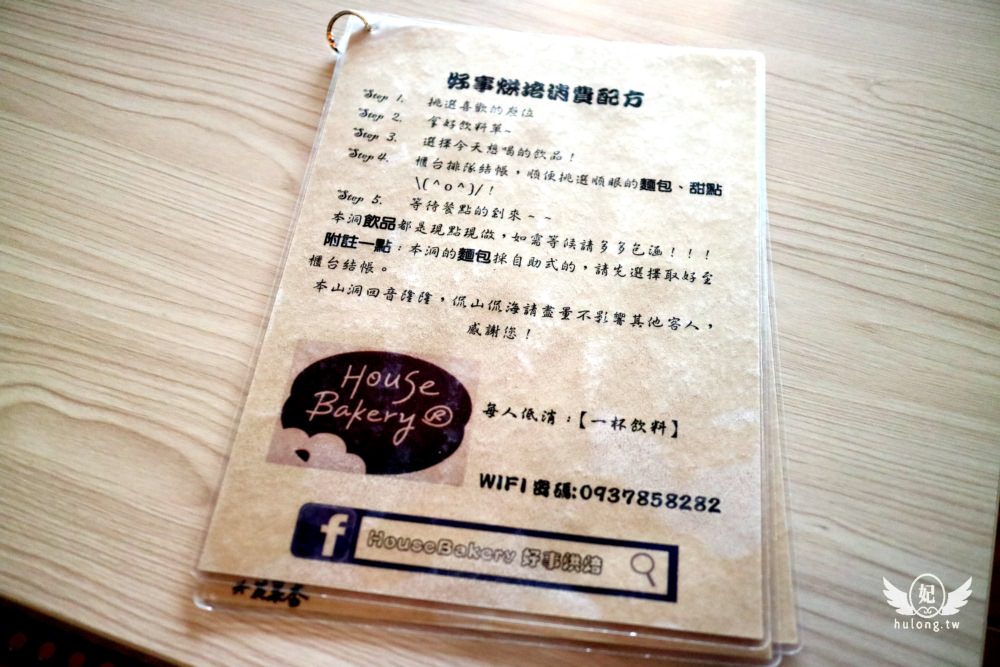 好事烘培消費配方
Step 1. 挑選喜歡的座位
Step 2. 拿好飲料單~
Step 3. 選擇今天想喝的飲品！
Step 4. 櫃台排隊結帳，順便挑選順眼的麵包、甜點
\(^o^)/！
Step 5. 等待餐點的到來~~
本洞飲品都是現點現做，如需等候請多多包涵！！！
附註一點：本洞的麵包採自助式的，請先選擇取好至
櫃台結帳。
本山洞回音隆隆，侃山侃海請盡量不影響其他客人，
感謝您！
House
Bakery®
每人低消：【一杯飲料】
WIFI 密碼:0937858282
f HouseBakery 好事烘焙
妃
hulong.tw